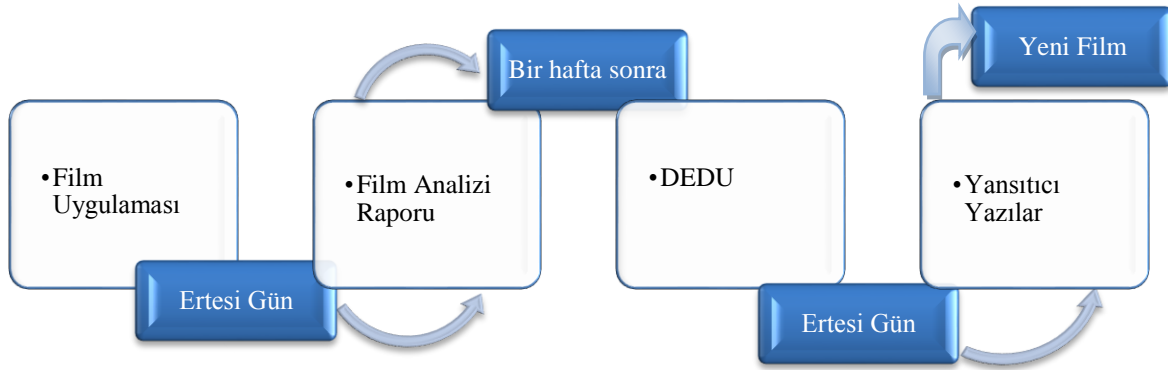 •Film
Uygulaması
Ertesi Gün
•Film Analizi
Raporu
Bir hafta sonra
•DEDU
Ertesi Gün
•Yansıtıcı
Yazılar
Yeni Film